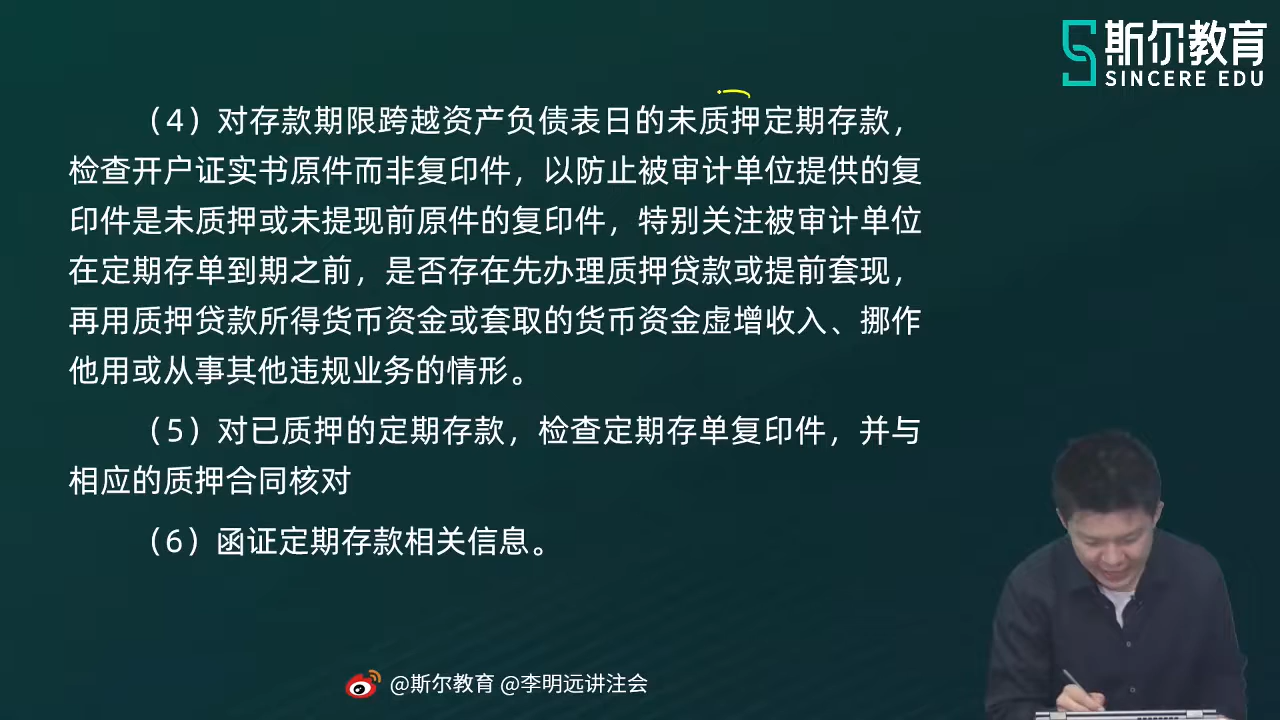 斯尔教育
SINCERE EDU
（4）对存款期限跨越资产负债表日的未质押定期存款，
检查开户证实书原件而非复印件，以防止被审计单位提供的复
印件是未质押或未提现前原件的复印件，特别关注被审计单位
在定期存单到期之前，是否存在先办理质押贷款或提前套现，
再用质押贷款所得货币资金或套取的货币资金虚增收入、挪作
他用或从事其他违规业务的情形。
（5）对已质押的定期存款，检查定期存单复印件，并与
相应的质押合同核对
（6）函证定期存款相关信息。
@斯尔教育 @李明远讲注会